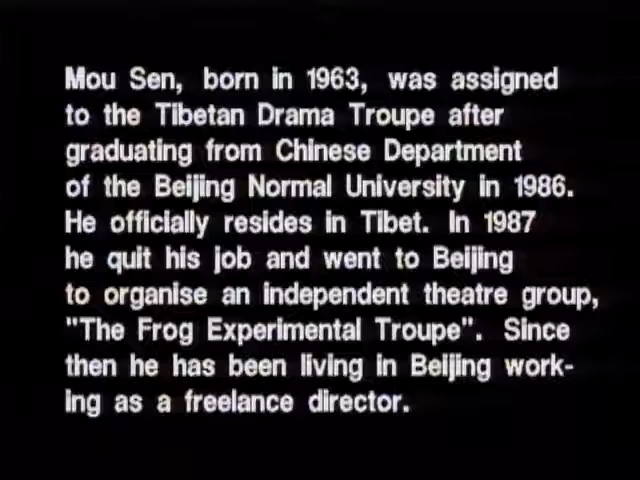 Mou Sen, born in 1963, was assigned
to the Tibetan Drama Troupe after
graduating from Chinese Department
of the Beijing Normal University in 1986.
He officially resides in Tibet. In 1987
he quit his job and went to Beijing
to organise an independent theatre group,
"The Frog Experimental Troupe". Since
then he has been living in Beijing work-
ing as a freelance director.